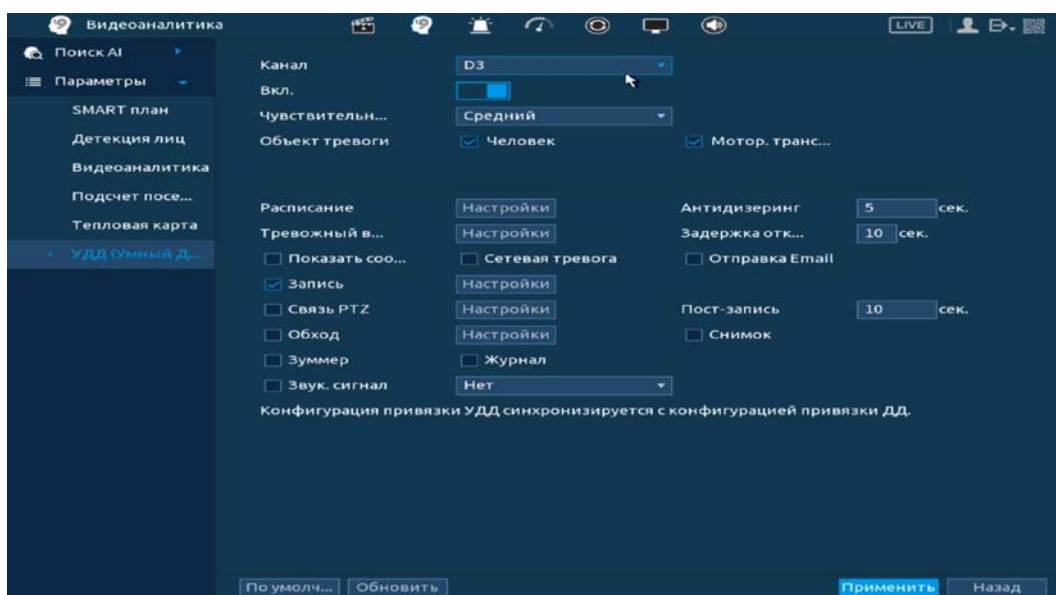 Видеоаналитика LIVE
Поиск AI
Параметры
SMART план
Детекция лиц
Видеоаналитика
Подсчет посе...
Тепловая карта
УДД (Умный Д...
Канал D3
Вкл.
Чувствительн... Средний
Объект тревоги Человек Мотор. транс...
Расписание Настройки Антидизеринг 5 сек.
Тревожный в... Настройки Задержка отк... 10 сек.
Показать соо... Сетевая тревога Отправка Email
Запись Настройки
Связь PTZ Настройки Пост-запись 10 сек.
Обход Настройки Снимок
Зуммер Журнал
Звук. сигнал Нет
Конфигурация привязки УДД синхронизируется с конфигурацией привязки ДД.
По умолч... Обновить Применить Назад